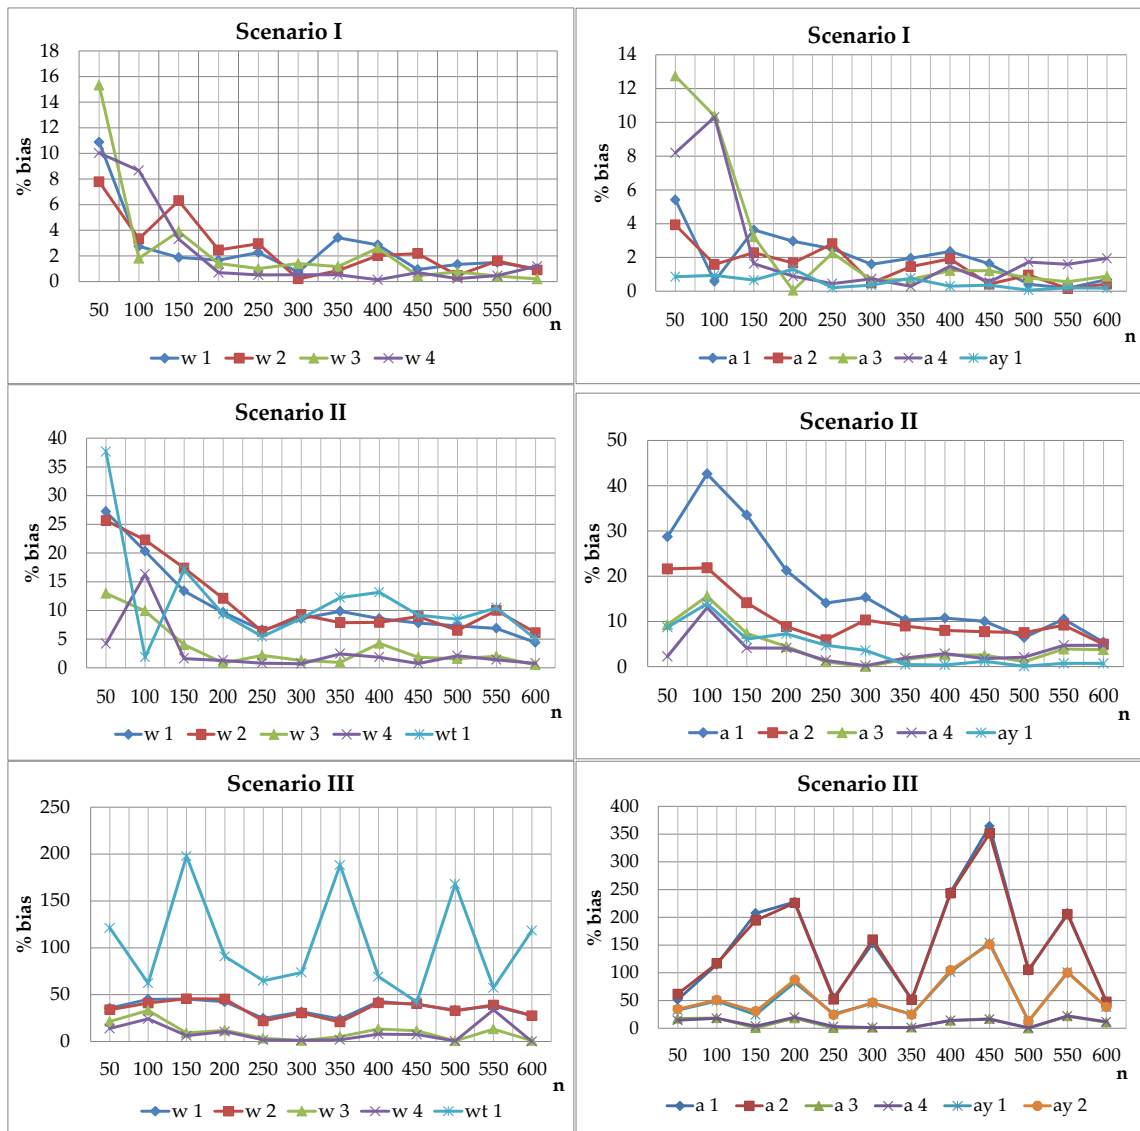 Scenario I
% bias
18
16
14
12
10
8
6
4
2
0
50 100 150 200 250 300 350 400 450 500 550 600
n
w 1 w 2 w 3 w 4
Scenario I
% bias
14
12
10
8
6
4
2
0
50 100 150 200 250 300 350 400 450 500 550 600
n
a 1 a 2 a 3 a 4 ay 1
Scenario II
% bias
40
35
30
25
20
15
10
5
0
50 100 150 200 250 300 350 400 450 500 550 600
n
w 1 w 2 w 3 w 4 wt 1
Scenario II
% bias
50
40
30
20
10
0
50 100 150 200 250 300 350 400 450 500 550 600
n
a 1 a 2 a 3 a 4 ay 1
Scenario III
% bias
250
200
150
100
50
0
50 100 150 200 250 300 350 400 450 500 550 600
n
w 1 w 2 w 3 w 4 wt 1
Scenario III
% bias
400
350
300
250
200
150
100
50
0
50 100 150 200 250 300 350 400 450 500 550 600
n
a 1 a 2 a 3 a 4 ay 1 ay 2